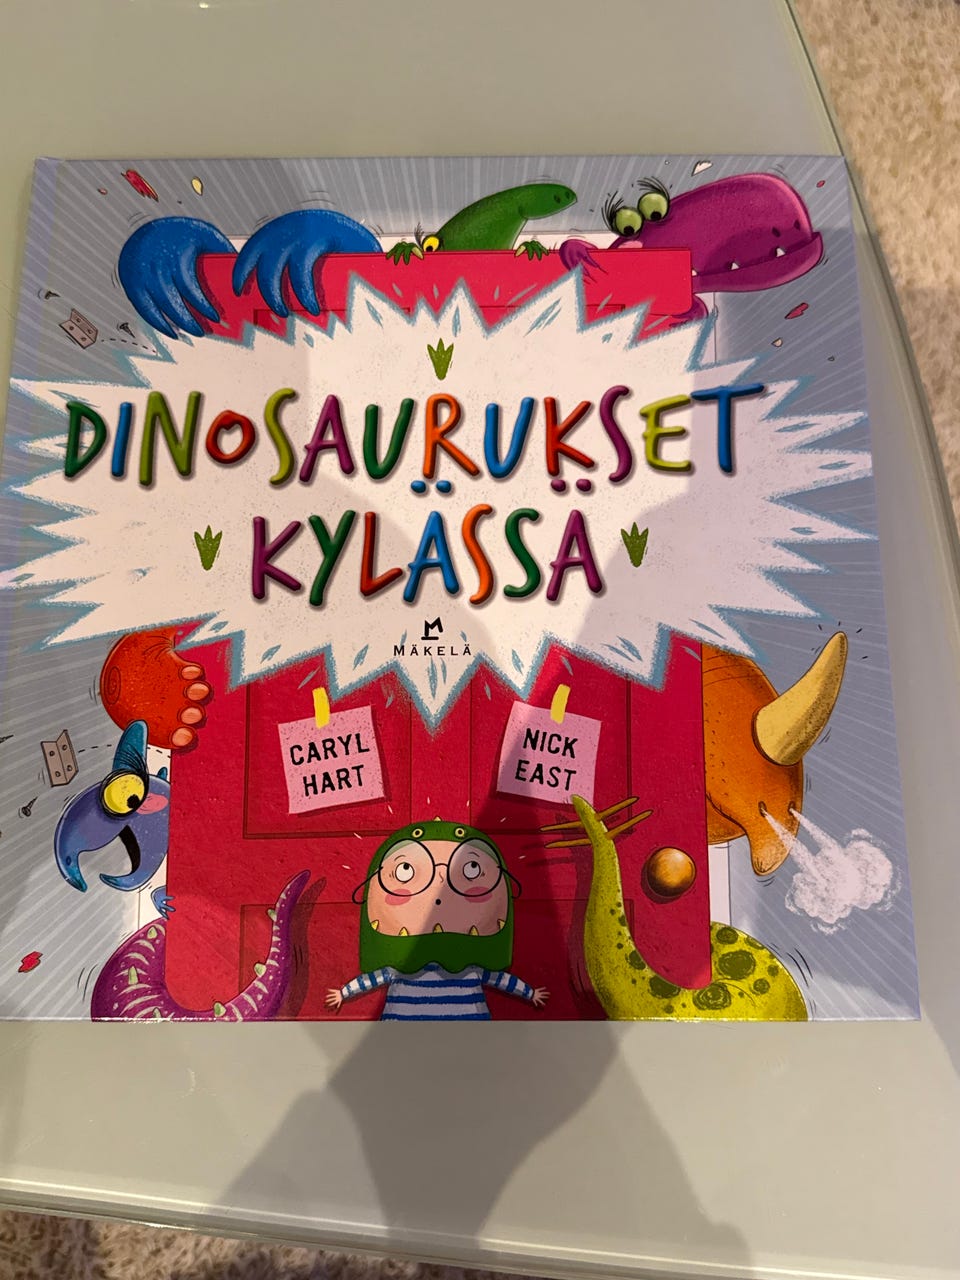 DINOSAURUKSET
KYLÄSSÄ
MÄKELÄ
CARYL
HART
NICK
EAST